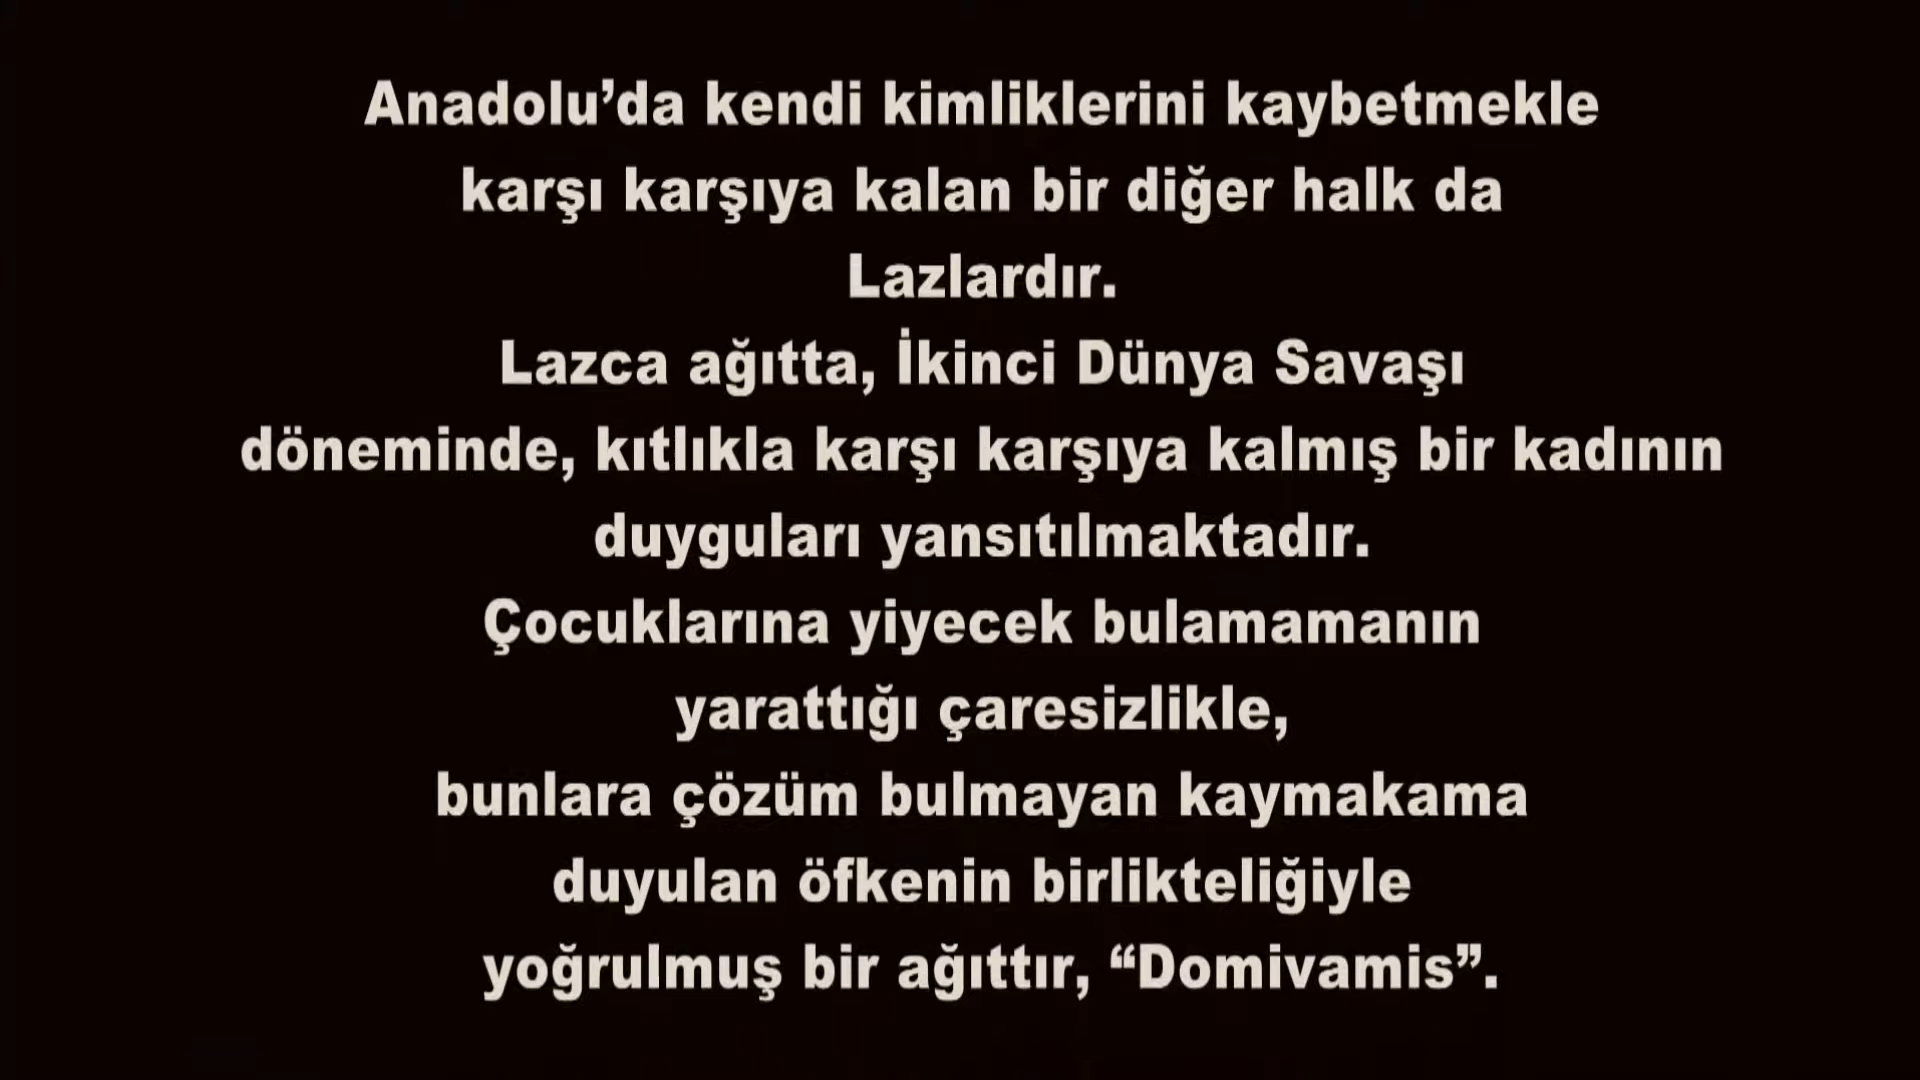 Anadolu’da kendi kimliklerini kaybetmekle
karşı karşıya kalan bir diğer halk da
Lazlardır.
Lazca ağıtta, İkinci Dünya Savaşı
döneminde, kıtlıkla karşı karşıya kalmış bir kadının
duyguları yansıtılmaktadır.
Çocuklarına yiyecek bulamamanın
yarattığı çaresizlikle,
bunlara çözüm bulmayan kaymakama
duyulan öfkenin birlikteliğiyle
yoğrulmuş bir ağıttır, “Domivamis”.